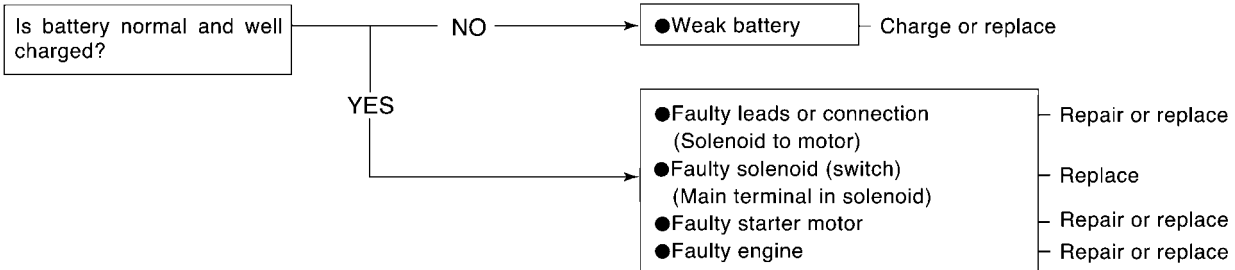 Is battery normal and well
charged?
NO
●Weak battery
Charge or replace
YES
●Faulty leads or connection
(Solenoid to motor)
Repair or replace
●Faulty solenoid (switch)
(Main terminal in solenoid)
Replace
●Faulty starter motor
Repair or replace
●Faulty engine
Repair or replace